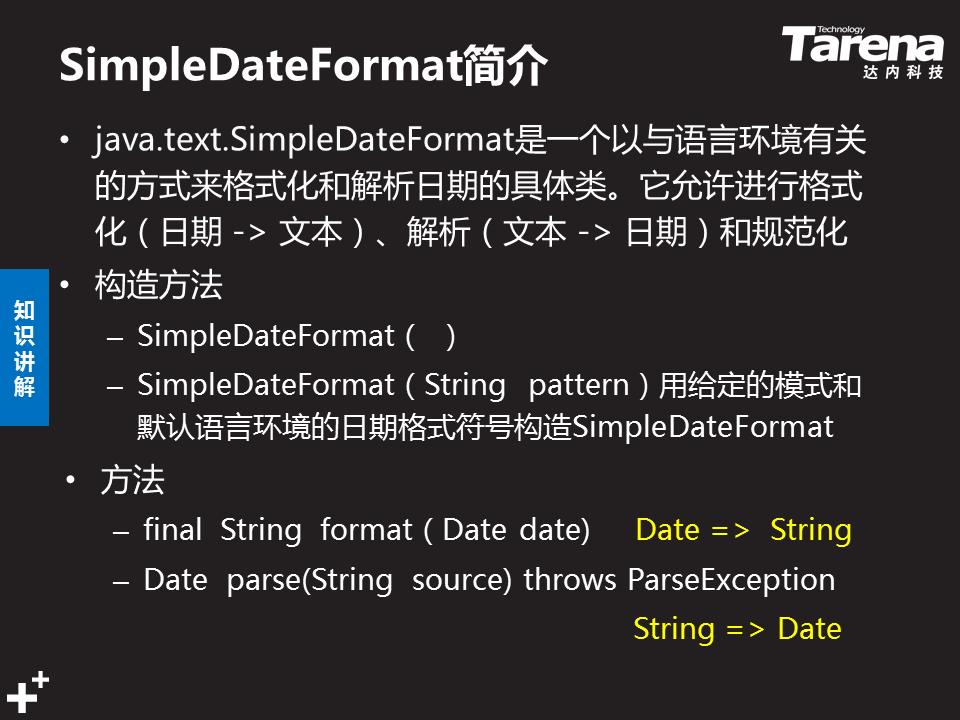 SimpleDateFormat简介
Technology
Tarena
达内科技
• java.text.SimpleDateFormat是一个以与语言环境有关
的方式来格式化和解析日期的具体类。它允许进行格式
化（日期 -> 文本）、解析（文本 -> 日期）和规范化
• 构造方法
– SimpleDateFormat（ ）
– SimpleDateFormat（String pattern）用给定的模式和
默认语言环境的日期格式符号构造SimpleDateFormat
• 方法
– final String format（Date date) Date => String
– Date parse(String source) throws ParseException
String => Date
知
识
讲
解